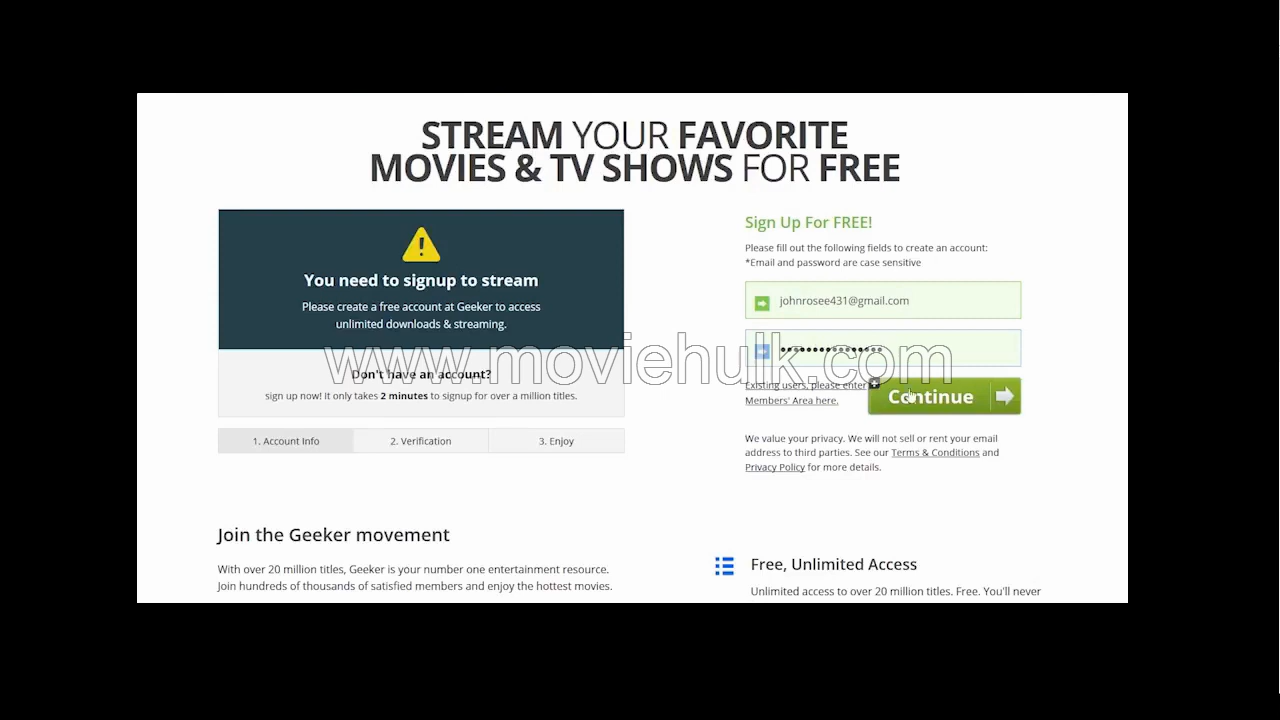 STREAM YOUR FAVORITE
MOVIES & TV SHOWS FOR FREE
You need to signup to stream
Please create a free account at Geeker to access
unlimited downloads & streaming.
Don't have an account?
sign up now! It only takes 2 minutes to signup for over a million titles.
1. Account Info
2. Verification
3. Enjoy
Sign Up For FREE!
Please fill out the following fields to create an account:
*Email and password are case sensitive
johnrosee431@gmail.com
••••••••••••••••
www.moviehulk.com
Existing users, please enter
Members' Area here.
Continue
We value your privacy. We will not sell or rent your email
address to third parties. See our Terms & Conditions and
Privacy Policy for more details.
Join the Geeker movement
With over 20 million titles, Geeker is your number one entertainment resource.
Join hundreds of thousands of satisfied members and enjoy the hottest movies.
Free, Unlimited Access
Unlimited access to over 20 million titles. Free. You'll never